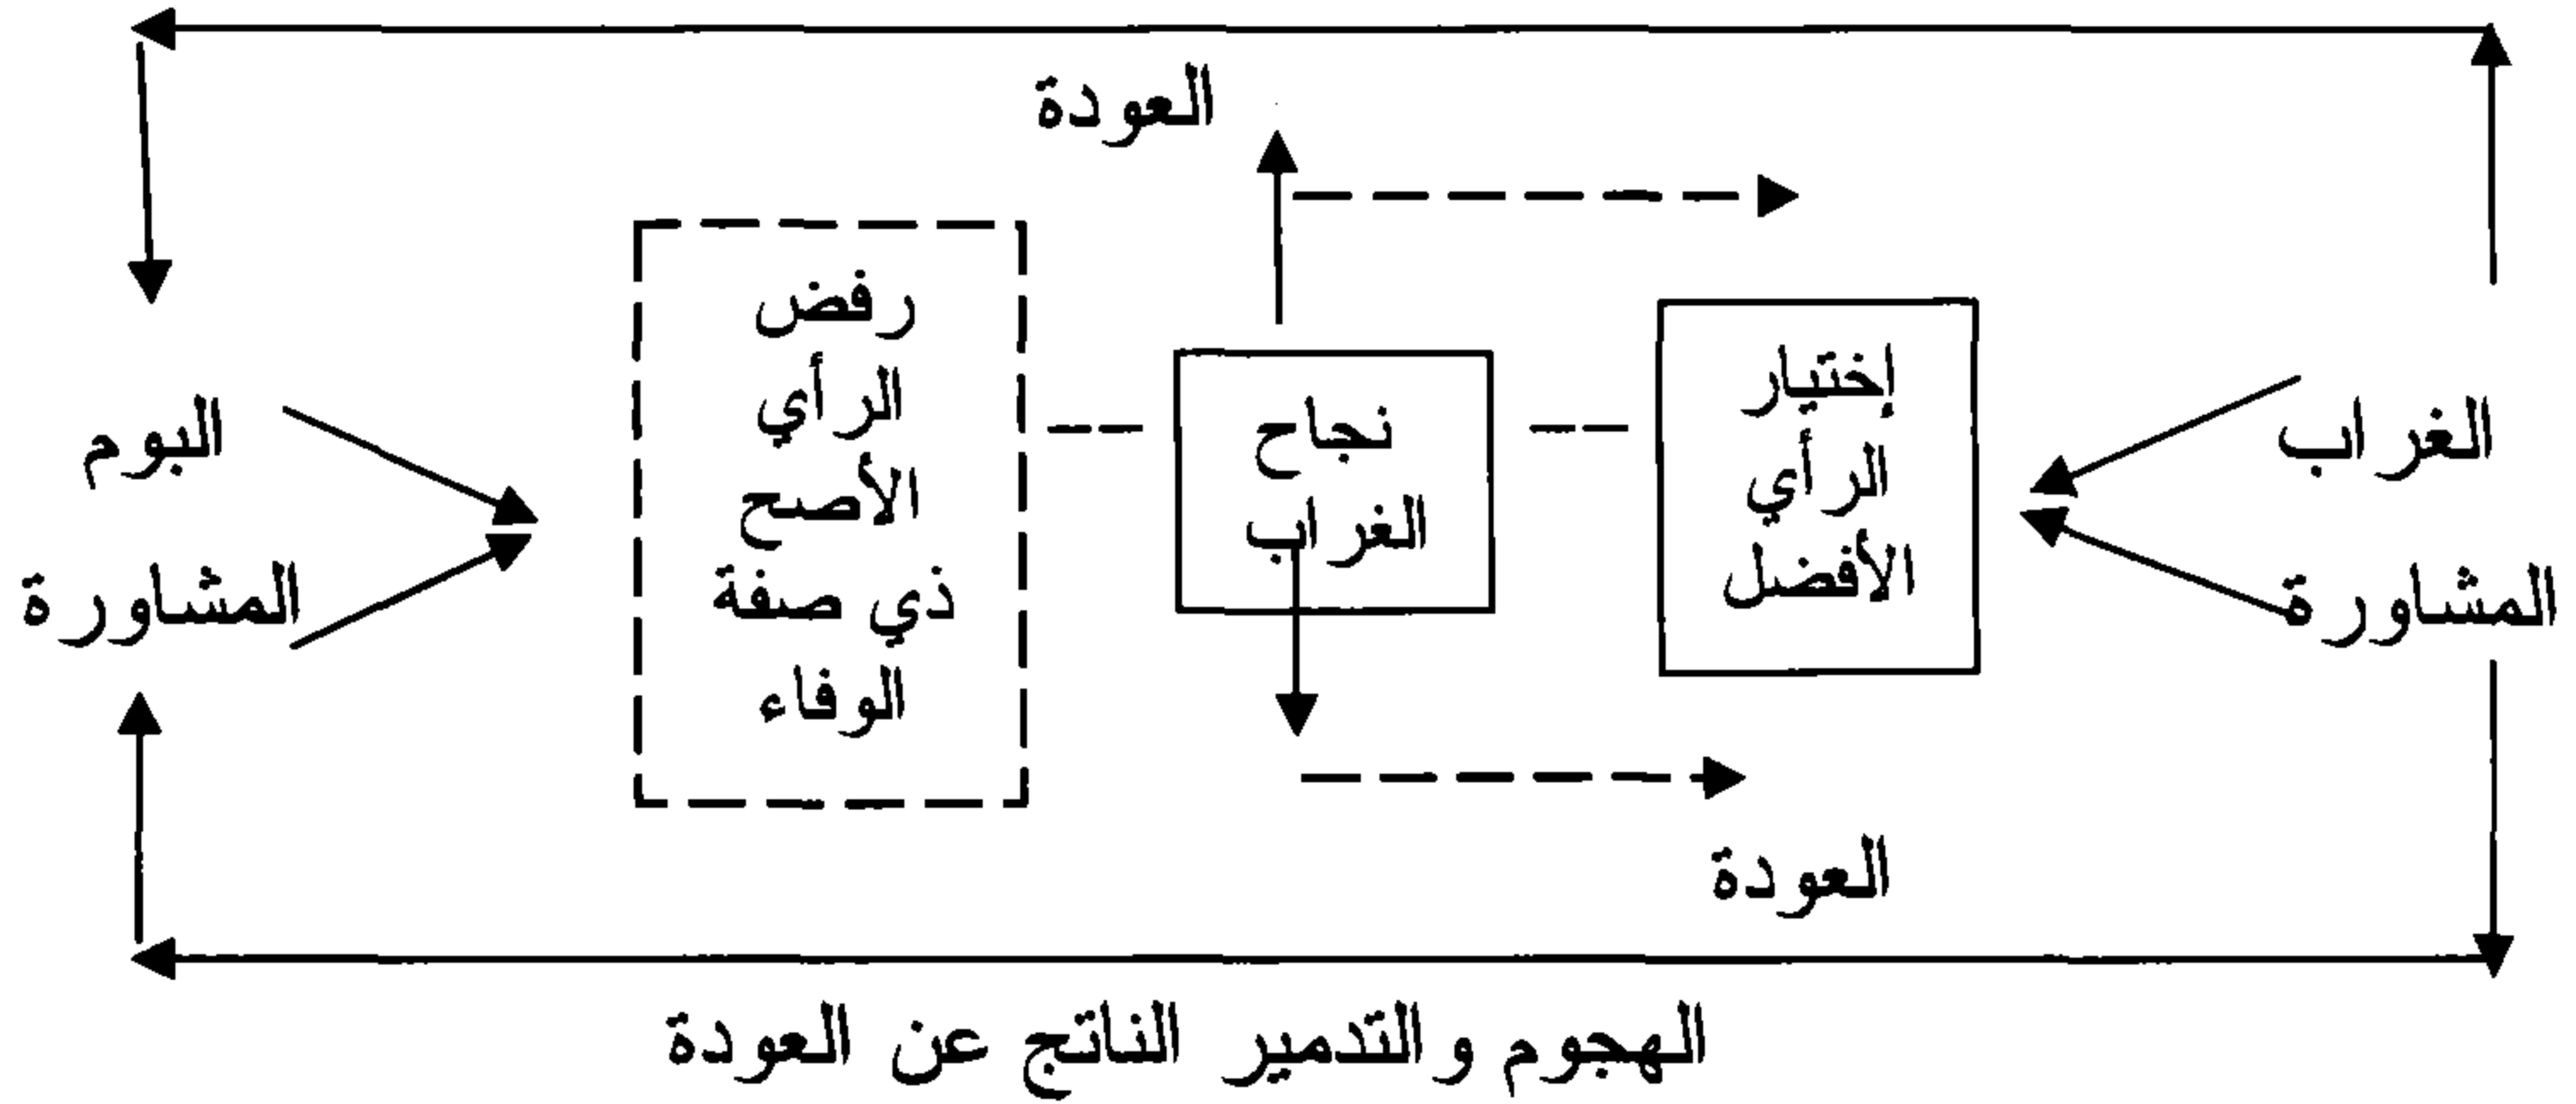 العودة
الغراب
المشاورة
إختيار
الرأي
الأفضل
نجاح
الغراب
رفض
الرأي
الأصح
ذي صفة
الوفاء
البوم
المشاورة
العودة
الهجوم والتدمير الناتج عن العودة